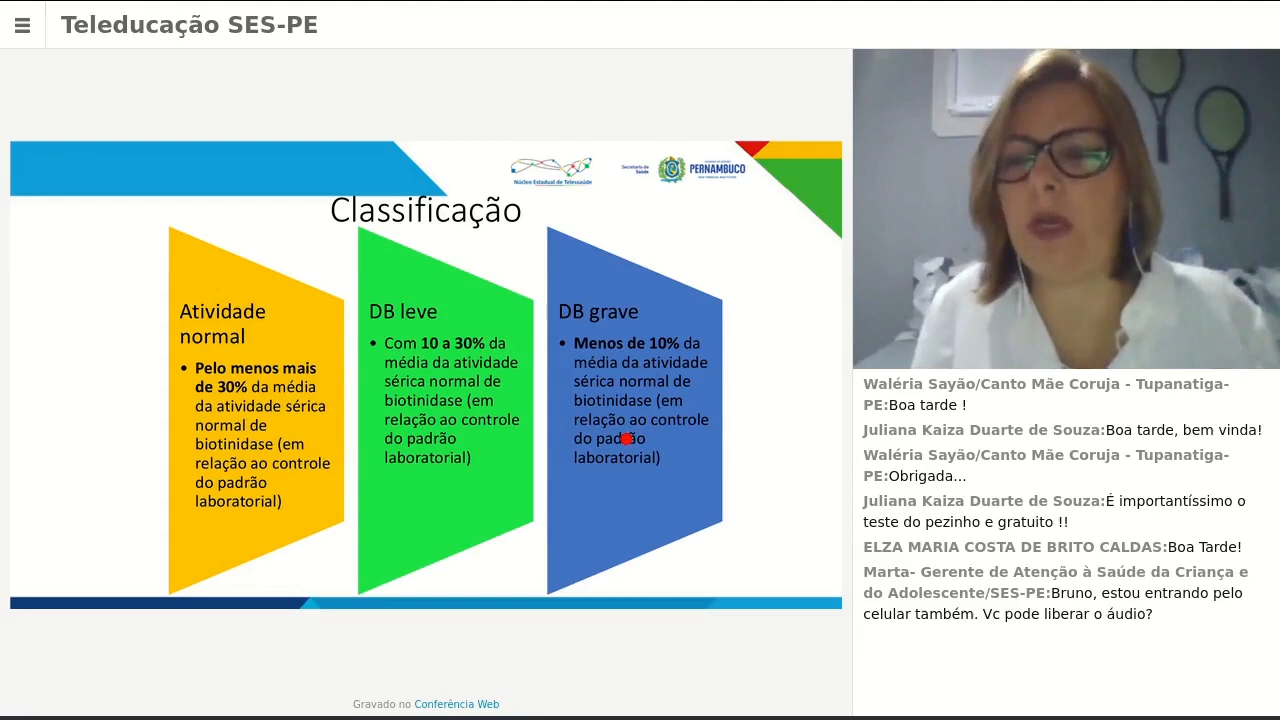 Teleducação SES-PE
Núcleo Estadual de Telessaúde
Secretaria de
Saúde
PERNAMBUCO
Classificação
Atividade
normal
• Pelo menos mais
de 30% da média
da atividade sérica
normal de
biotinidase (em
relação ao controle
do padrão
laboratorial)
DB leve
• Com 10 a 30% da
média da atividade
sérica normal de
biotinidase (em
relação ao controle
do padrão
laboratorial)
DB grave
• Menos de 10% da
média da atividade
sérica normal de
biotinidase (em
relação ao controle
do padrão
laboratorial)
Gravado no Conferência Web
Waléria Sayão/Canto Mãe Coruja - Tupanatiga-
PE:Boa tarde !
Juliana Kaiza Duarte de Souza:Boa tarde, bem vinda!
Waléria Sayão/Canto Mãe Coruja - Tupanatiga-
PE:Obrigada...
Juliana Kaiza Duarte de Souza:É importantíssimo o
teste do pezinho e gratuito !!
ELZA MARIA COSTA DE BRITO CALDAS:Boa Tarde!
Marta- Gerente de Atenção à Saúde da Criança e
do Adolescente/SES-PE:Bruno, estou entrando pelo
celular também. Vc pode liberar o áudio?